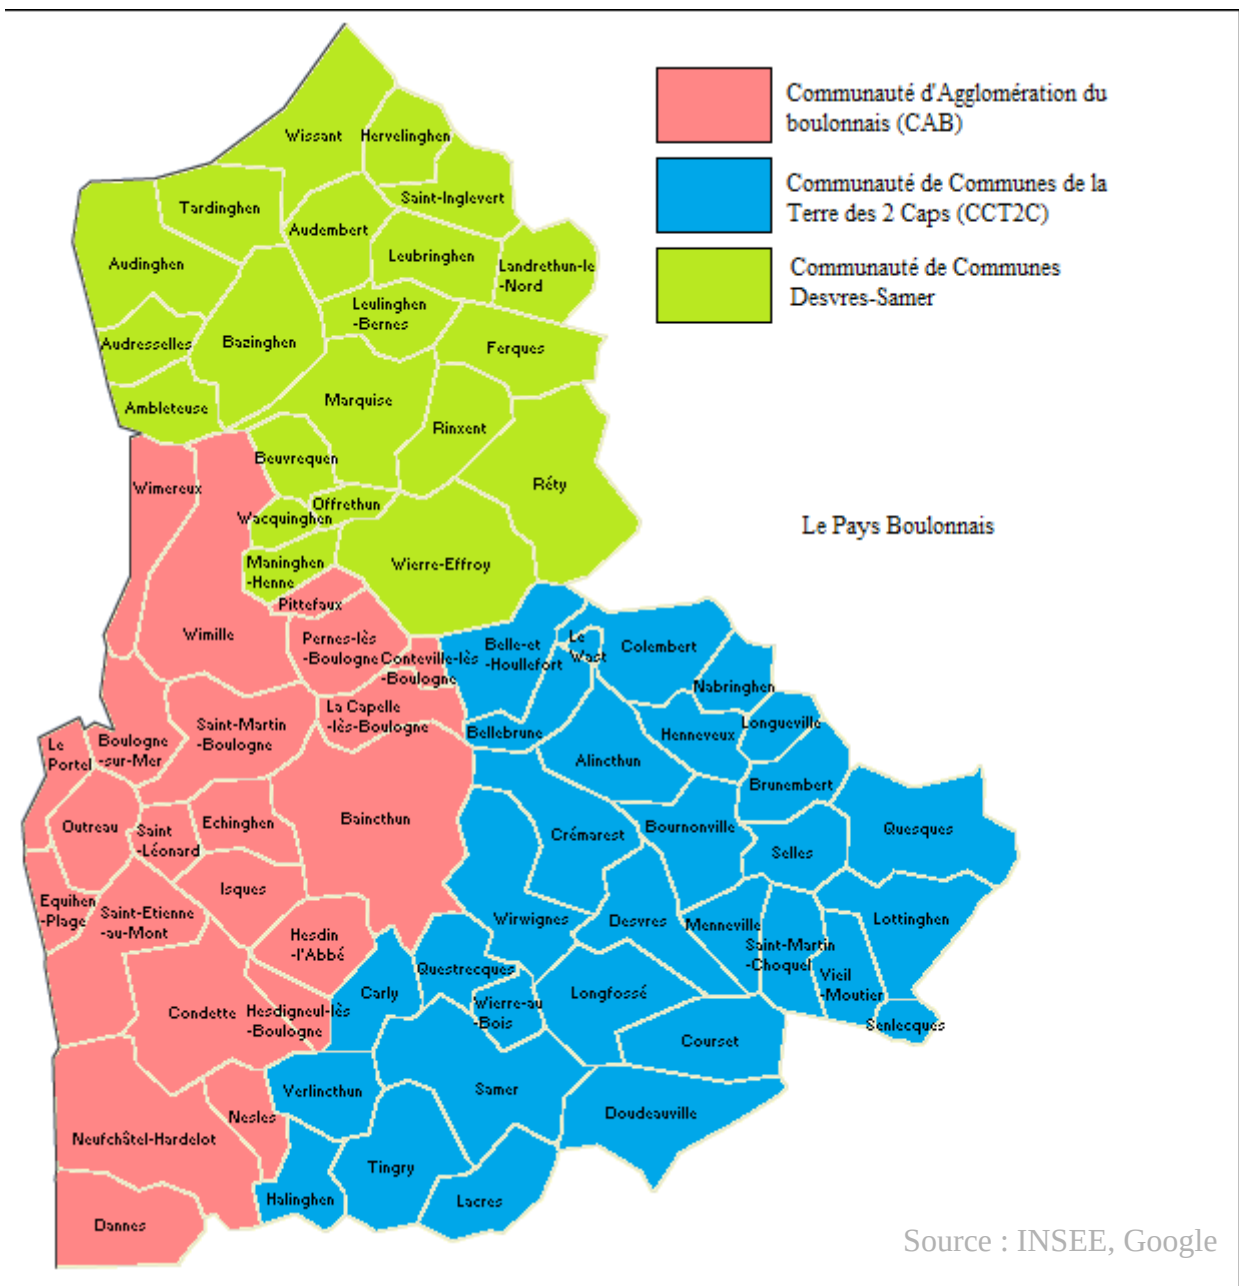 Communauté d'Agglomération du
boulonnais (CAB)
Communauté de Communes de la
Terre des 2 Caps (CCT2C)
Communauté de Communes
Desvres-Samer
Le Pays Boulonnais
Wissant
Hervelinghen
Saint-Inglevert
Tardinghen
Audembert
Audinghen
Leubringhen
Landrethun-le
-Nord
Leulinghen
-Bernes
Audresselles
Bazinghen
Ferques
Ambleteuse
Marquise
Rinxent
Beuvrequen
Réty
Wimereux
Offrethun
Wacquinghen
Maninghen
-Henne
Wierre-Effroy
Pittefaux
Wimille
Pernes-lès
-Boulogne
Conteville-lès
-Boulogne
Belle-et
-Houllefort
Le
Wast
Colembert
Nabringhen
La Capelle
-lès-Boulogne
Saint-Martin
-Boulogne
Bellebrune
Henneveux
Longueville
Le
Portel
Boulogne
-sur-Mer
Alincthun
Brunembert
Outreau
Saint
-Léonard
Echinghen
Baincthun
Crémarest
Bournonville
Selles
Quesques
Isques
Equihen
-Plage
Saint-Etienne
-au-Mont
Hesdin
-l'Abbé
Wirwignes
Desvres
Menneville
Saint-Martin
-Choquel
Lottinghen
Vieil
-Moutier
Questrecques
Carly
Wierre-au
-Bois
Longfossé
Condette
Hesdigneul-lès
-Boulogne
Senlecques
Courset
Verlincthun
Samer
Doudeauville
Nesles
Neufchâtel-Hardelot
Tingry
Halinghen
Lacres
Dannes
Source : INSEE, Google